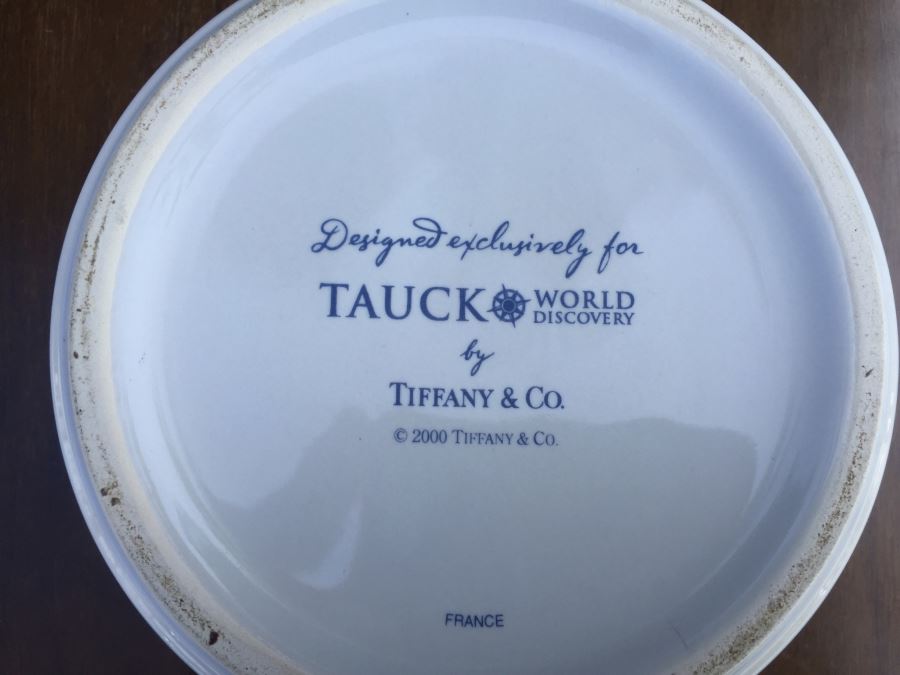 Designed exclusively for
TAUCK WORLD DISCOVERY
by
TIFFANY & CO.
© 2000 TIFFANY & CO.
FRANCE